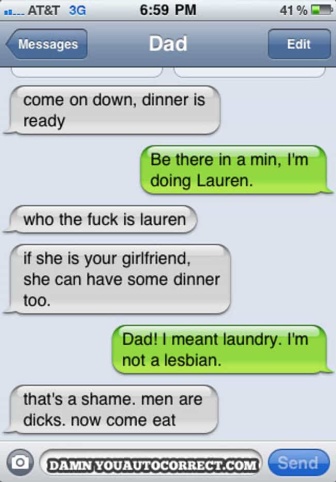 AT&T 3G 6:59 PM 41%
Messages Dad Edit
come on down, dinner is
ready
Be there in a min, I'm
doing Lauren.
who the fuck is lauren
if she is your girlfriend,
she can have some dinner
too.
Dad! I meant laundry. I'm
not a lesbian.
that's a shame. men are
dicks. now come eat
DAMNYOUAUTOCORRECT.COM Send